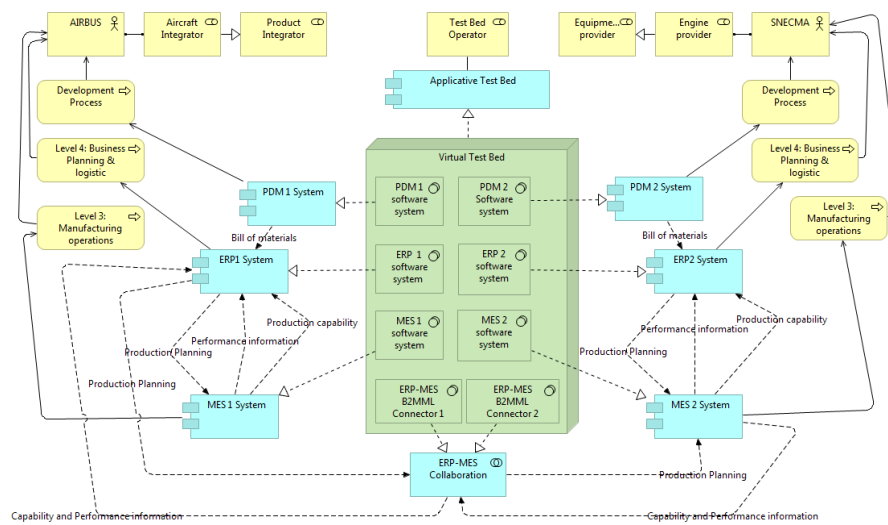 AIRBUS
Aircraft
Integrator
Product
Integrator
Test Bed
Operator
Equipme...
provider
Engine
provider
SNECMA
Applicative Test Bed
Development
Process
Development
Process
Level 4: Business
Planning &
logistic
Level 4: Business
Planning &
logistic
Virtual Test Bed
PDM 1 System
PDM 1
software
system
PDM 2
Software
system
PDM 2 System
Level 3:
Manufacturing
operations
Level 3:
Manufacturing
operations
Bill of materials
Bill of materials
ERP1 System
ERP 1
software
system
ERP 2
software
system
ERP2 System
Production capability
Performance information
Production Planning
Production Planning
MES 1
software
system
MES 2
software
system
Production capability
Performance information
Production Planning
MES 1 System
ERP-MES
B2MML
Connector 1
ERP-MES
B2MML
Connector 2
MES 2 System
ERP-MES
Collaboration
Production Planning
Capability and Performance information
Capability and Performance information